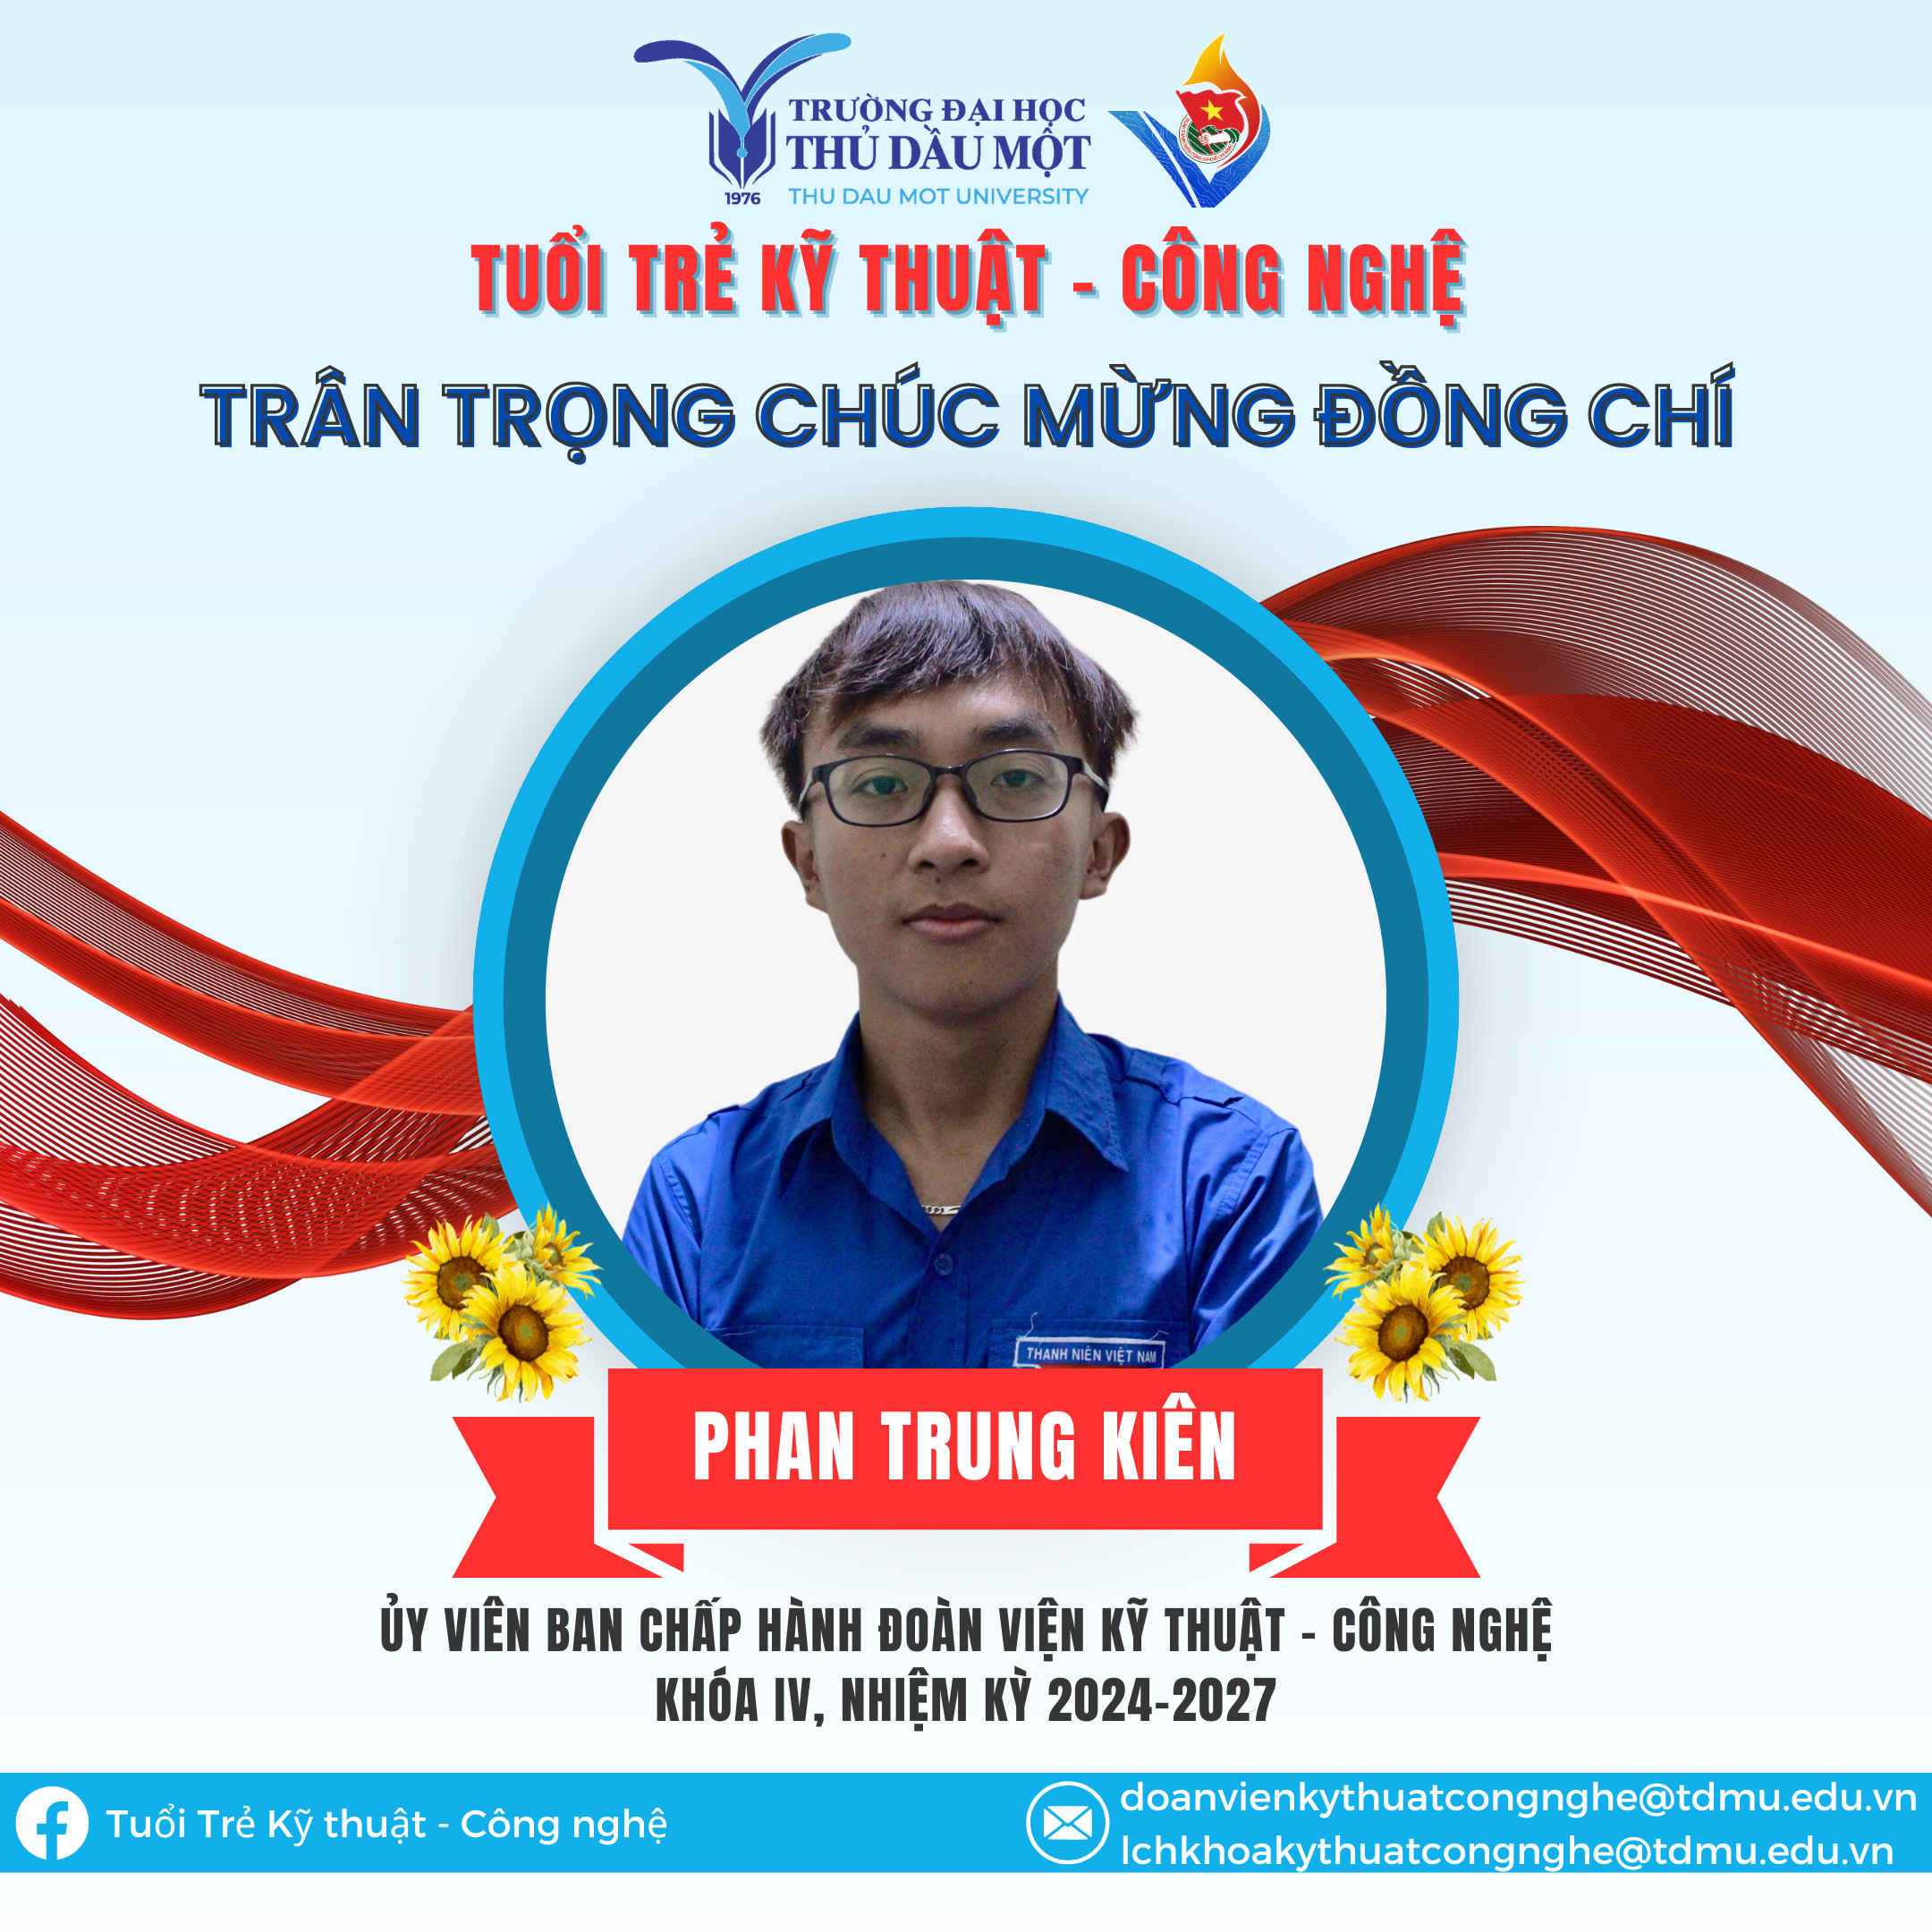 TRƯỜNG ĐẠI HỌC
THỦ DẦU MỘT
1976 THU DAU MOT UNIVERSITY
TUỔI TRẺ KỸ THUẬT - CÔNG NGHỆ
TRÂN TRỌNG CHÚC MỪNG ĐỒNG CHÍ
THANH NIÊN VIỆT NAM
PHAN TRUNG KIÊN
ỦY VIÊN BAN CHẤP HÀNH ĐOÀN VIỆN KỸ THUẬT - CÔNG NGHỆ
KHÓA IV, NHIỆM KỲ 2024-2027
Tuổi Trẻ Kỹ thuật - Công nghệ
doanvienkythuatcongnghe@tdmu.edu.vn
lchkhoakythuatcongnghe@tdmu.edu.vn